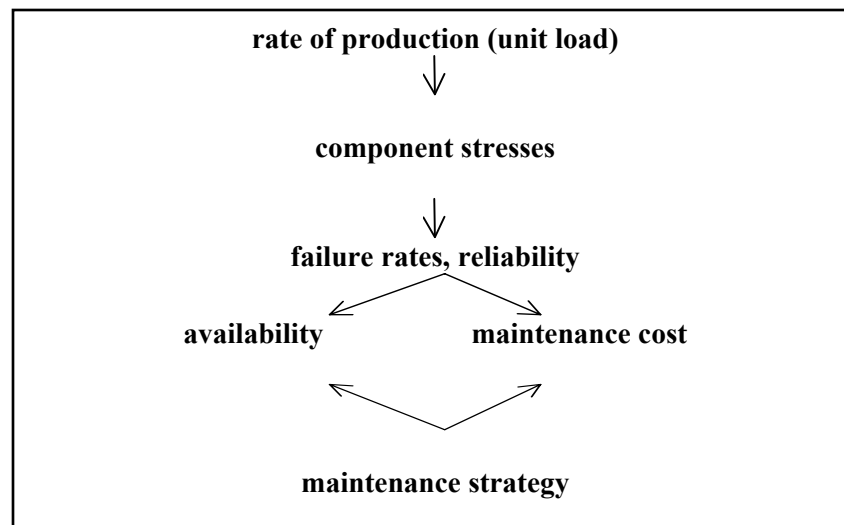 rate of production (unit load)
component stresses
failure rates, reliability
availability maintenance cost
maintenance strategy